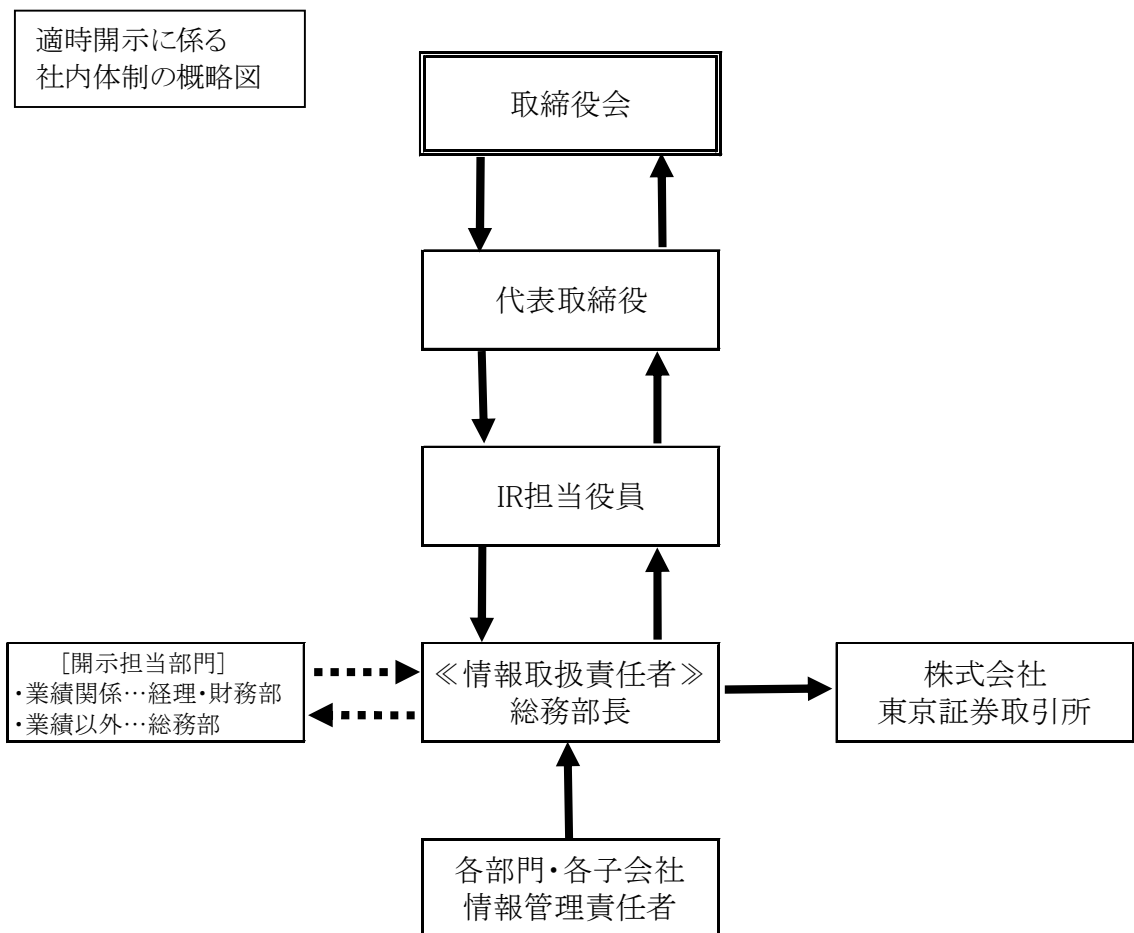 適時開示に係る
社内体制の概略図
取締役会
代表取締役
IR担当役員
[開示担当部門]
・業績関係…経理・財務部
・業績以外…総務部
≪情報取扱責任者≫
総務部長
株式会社
東京証券取引所
各部門・各子会社
情報管理責任者